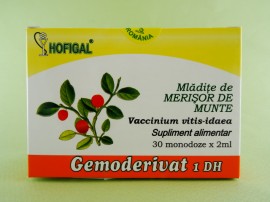 HOFIGAL
ROMÂNIA
Mlădițe de
MERIȘOR DE
MUNTE
Vaccinium vitis-idaea
Supliment alimentar
30 monodoze x 2ml
Gemoderivat 1 DH